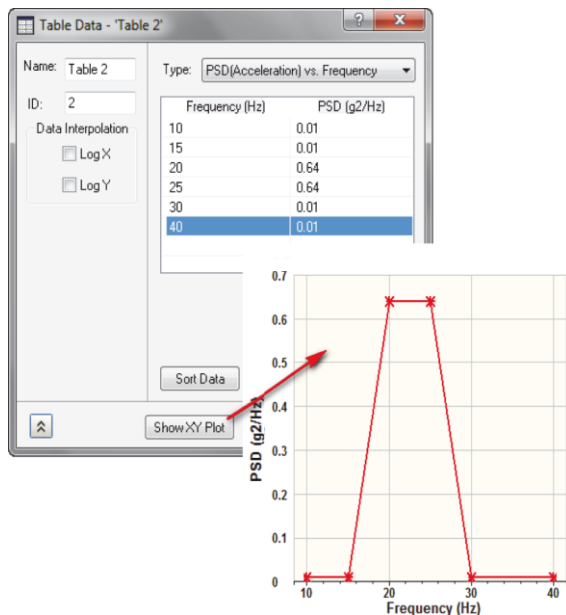 Table Data - 'Table 2'
Name: Table 2
Type: PSD(Acceleration) vs. Frequency
ID: 2
Data Interpolation
Log X
Log Y
Frequency (Hz) PSD (g2/Hz)
10 0.01
15 0.01
20 0.64
25 0.64
30 0.01
40 0.01
Sort Data
Show XY Plot
0.7
0.6
0.5
0.4
0.3
0.2
0.1
0
PSD (g2/Hz)
10 20 30 40
Frequency (Hz)